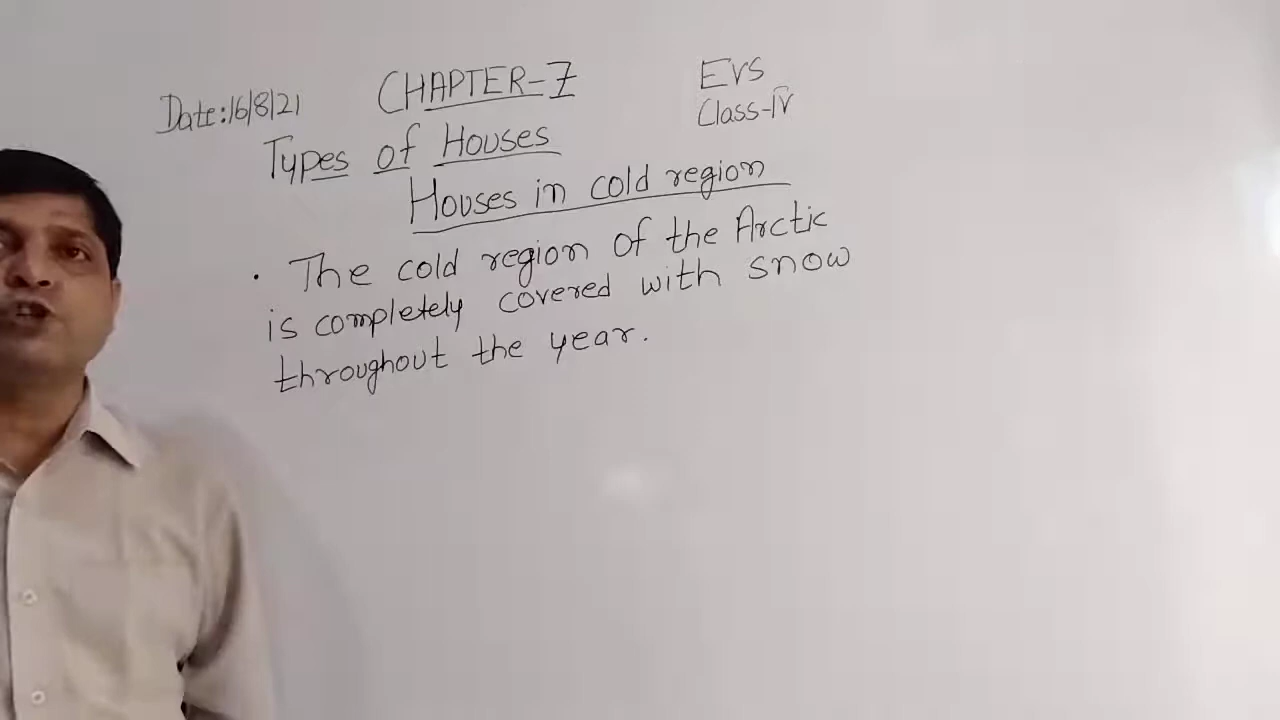 Date:16/8/21
CHAPTER-7
EVS
Class-IV
Types of Houses
Houses in cold region
• The cold region of the Arctic
is completely covered with snow
throughout the year.